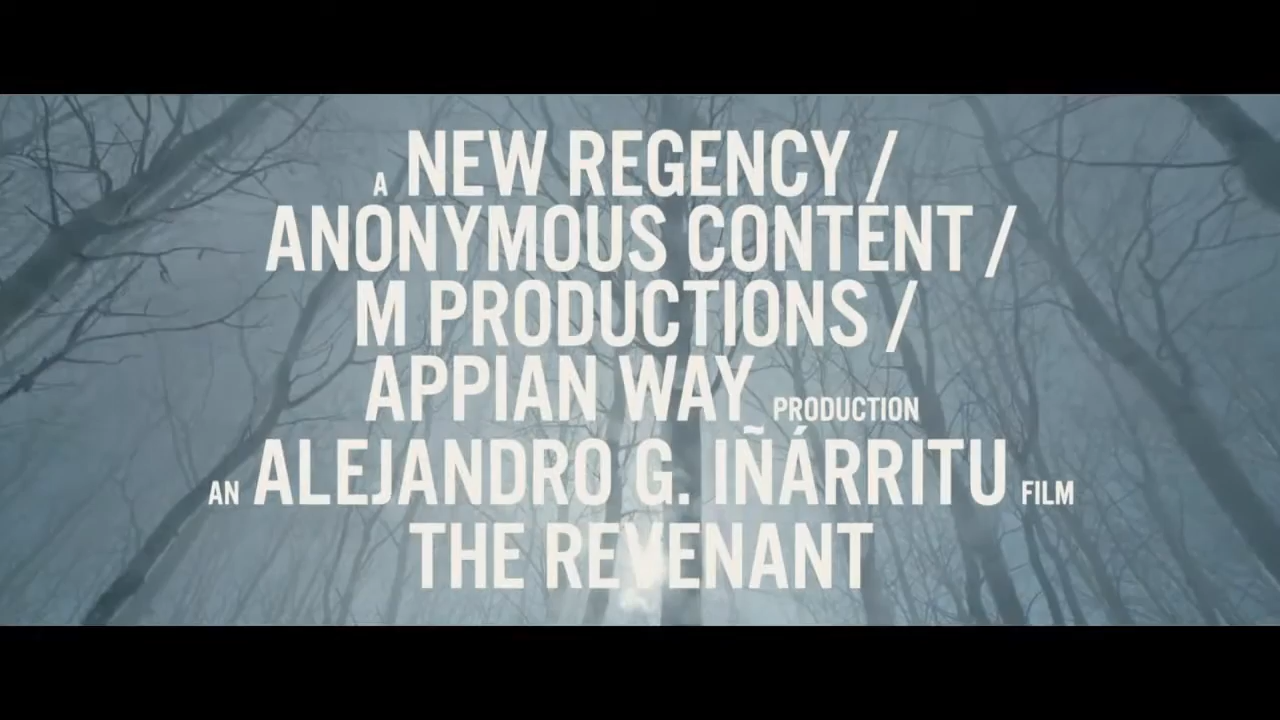 A NEW REGENCY /
ANONYMOUS CONTENT /
M PRODUCTIONS /
APPIAN WAY PRODUCTION
AN ALEJANDRO G. IÑÁRRITU FILM
THE REVENANT